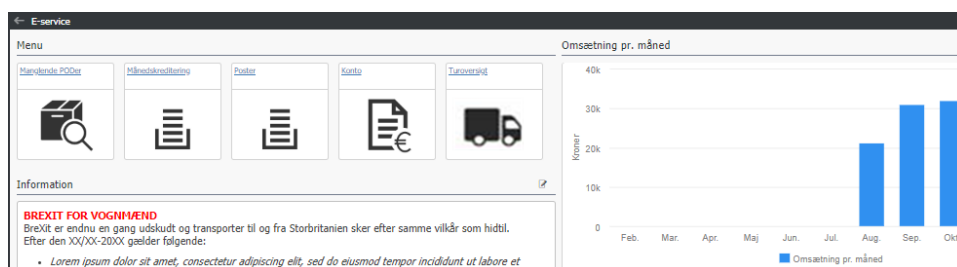 E-service
Menu
Manglende PODer
Månedskreditering
Poster
Konto
Turoversigt
Information
BREXIT FOR VOGNMÆND
BreXit er endnu en gang udskudt og transporter til og fra Storbritanien sker efter samme vilkår som hidtil.
Efter den XX/XX-20XX gælder følgende:
• Lorem ipsum dolor sit amet, consectetur adipiscing elit, sed do eiusmod tempor incididunt ut labore et
Omsætning pr. måned
40k
30k
20k
10k
0
Kroner
Feb. Mar. Apr. Maj Jun. Jul. Aug. Sep. Okt
Omsætning pr. måned